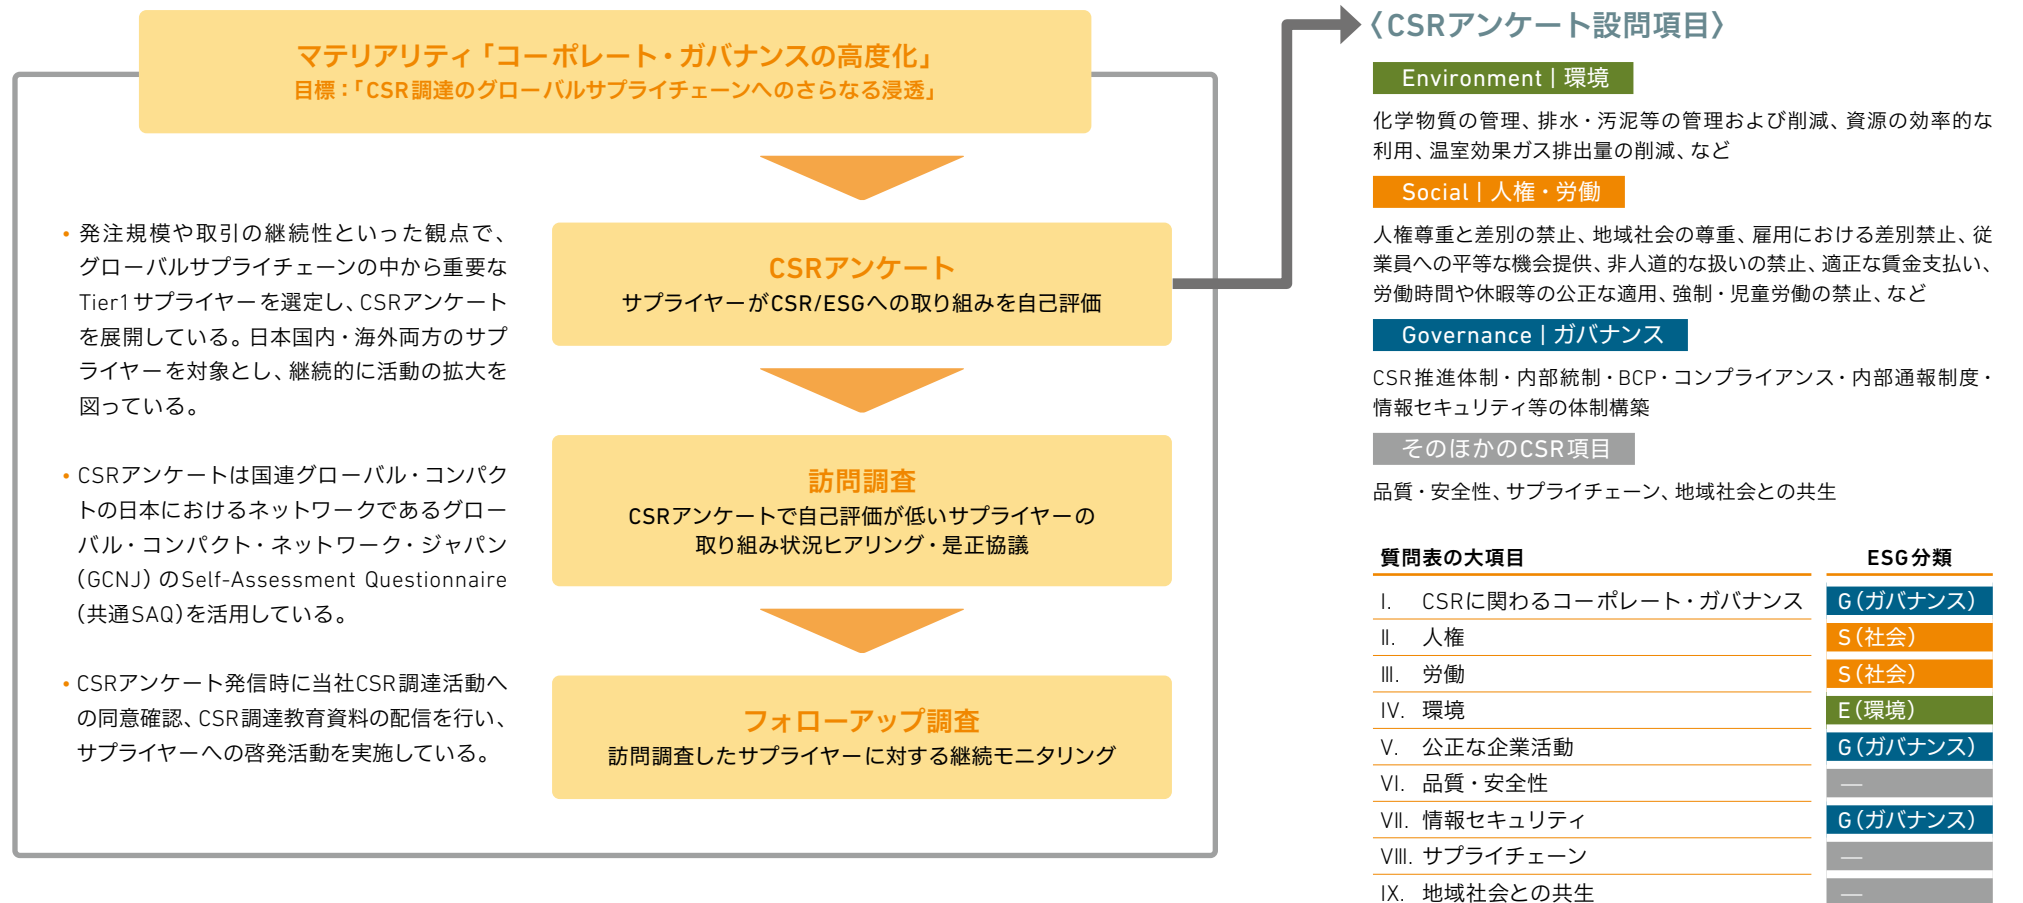 マテリアリティ「コーポレート・ガバナンスの高度化」
目標：「CSR調達のグローバルサプライチェーンへのさらなる浸透」
• 発注規模や取引の継続性といった観点で、
グローバルサプライチェーンの中から重要な
Tier1サプライヤーを選定し、CSRアンケート
を展開している。日本国内・海外両方のサプ
ライヤーを対象とし、継続的に活動の拡大を
図っている。
• CSRアンケートは国連グローバル・コンパク
トの日本におけるネットワークであるグロー
バル・コンパクト・ネットワーク・ジャパン
（GCNJ）のSelf-Assessment Questionnaire
（共通SAQ）を活用している。
• CSRアンケート発信時に当社CSR調達活動へ
の同意確認、CSR調達教育資料の配信を行い、
サプライヤーへの啓発活動を実施している。
CSRアンケート
サプライヤーがCSR/ESGへの取り組みを自己評価
訪問調査
CSRアンケートで自己評価が低いサプライヤーの
取り組み状況ヒアリング・是正協議
フォローアップ調査
訪問調査したサプライヤーに対する継続モニタリング
〈CSRアンケート設問項目〉
Environment | 環境
化学物質の管理、排水・汚泥等の管理および削減、資源の効率的な
利用、温室効果ガス排出量の削減、など
Social | 人権・労働
人権尊重と差別の禁止、地域社会の尊重、雇用における差別禁止、従
業員への平等な機会提供、非人道的な扱いの禁止、適正な賃金支払い、
労働時間や休暇等の公正な適用、強制・児童労働の禁止、など
Governance | ガバナンス
CSR推進体制・内部統制・BCP・コンプライアンス・内部通報制度・
情報セキュリティ等の体制構築
そのほかのCSR項目
品質・安全性、サプライチェーン、地域社会との共生
質問表の大項目 ESG分類
I. CSRに関わるコーポレート・ガバナンス G（ガバナンス）
II. 人権 S（社会）
III. 労働 S（社会）
IV. 環境 E（環境）
V. 公正な企業活動 G（ガバナンス）
VI. 品質・安全性 —
VII. 情報セキュリティ G（ガバナンス）
VIII. サプライチェーン —
IX. 地域社会との共生 —